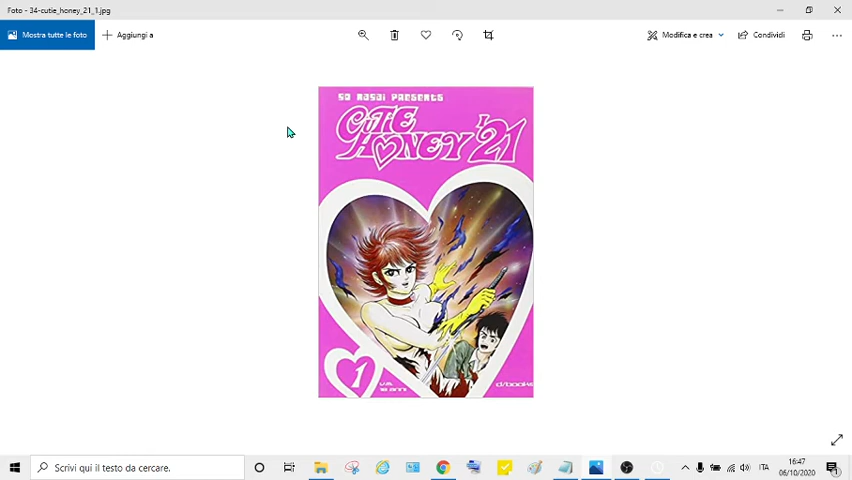 Foto - 34-cutie_honey_21_1.jpg
Mostra tutte le foto
Aggiungi a
Modifica e crea
Condividi
GO NAGAI PRESENTS
CUTIE
HONEY '21
1
d/books
Scrivi qui il testo da cercare.
ITA
16:47
06/10/2020